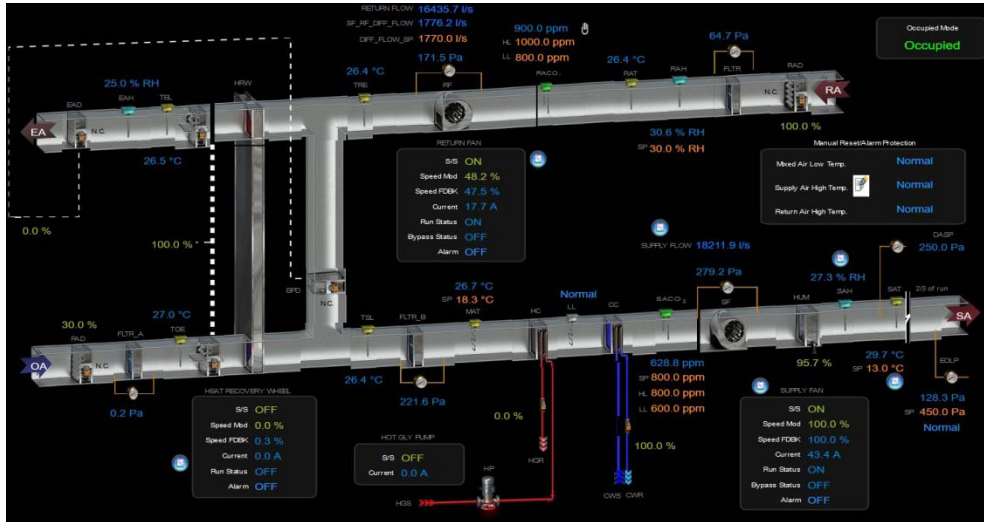 RETURN FLOW 16435.7 l/s
SF_RF_DIFF_FLOW 1776.2 l/s
DIFF_FLOW_SP 1770.0 l/s
900.0 ppm
HL 1000.0 ppm
LL 800.0 ppm
64.7 Pa
Occupied Mode
Occupied
171.5 Pa
25.0 % RH
EAD
EAH
TEL
HRW
26.4 °C
TRE
RF
RACO₂
26.4 °C
RAT
RAH
FLTR
RAD
EA
N.C.
N.C.
RA
26.5 °C
100.0 %
30.6 % RH
SP 30.0 % RH
RETURN FAN
S/S ON
Speed Mod 48.2 %
Speed FDBK 47.5 %
Current 17.7 A
Run Status ON
Bypass Status OFF
Alarm OFF
Manual Reset/Alarm Protection
Mixed Air Low Temp. Normal
Supply Air High Temp. Normal
Return Air High Temp. Normal
0.0 %
100.0 %
SUPPLY FLOW 18211.9 l/s
DASP
250.0 Pa
BPD
N.C.
26.7 °C
SP 18.3 °C
279.2 Pa
27.3 % RH
30.0 %
FAD
FLTR_A
27.0 °C
TOE
TSL
FLTR_B
MAT
HC
Normal
LL
CC
SACO₂
SF
HUM
SAH
SAT
2/3 of run
SA
OA
N.C.
0.2 Pa
26.4 °C
221.6 Pa
628.8 ppm
SP 800.0 ppm
HL 800.0 ppm
LL 600.0 ppm
95.7 %
29.7 °C
SP 13.0 °C
EOLP
128.3 Pa
SP 450.0 Pa
Normal
HEAT RECOVERY WHEEL
S/S OFF
Speed Mod 0.0 %
Speed FDBK 0.3 %
Current 0.0 A
Run Status OFF
Alarm OFF
HOT GLY PUMP
S/S OFF
Current 0.0 A
0.0 %
100.0 %
SUPPLY FAN
S/S ON
Speed Mod 100.0 %
Speed FDBK 100.0 %
Current 43.4 A
Run Status ON
Bypass Status OFF
Alarm OFF
HP
HGR
HGS
CWS
CWR